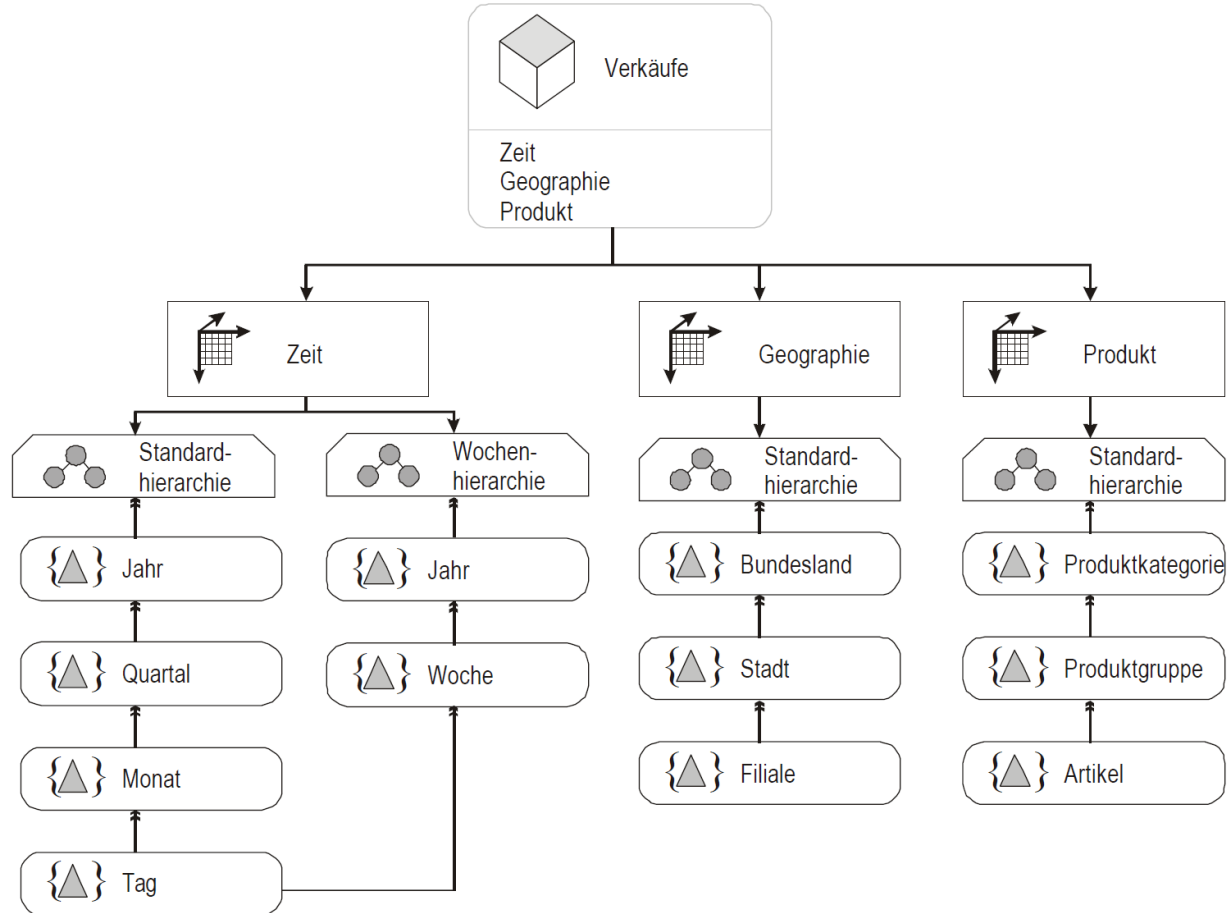 Verkäufe
Zeit
Geographie
Produkt
Zeit
Geographie
Produkt
Standard-
hierarchie
Wochen-
hierarchie
Standard-
hierarchie
Standard-
hierarchie
{ } Jahr
{ } Jahr
{ } Bundesland
{ } Produktkategorie
{ } Quartal
{ } Woche
{ } Stadt
{ } Produktgruppe
{ } Monat
{ } Filiale
{ } Artikel
{ } Tag